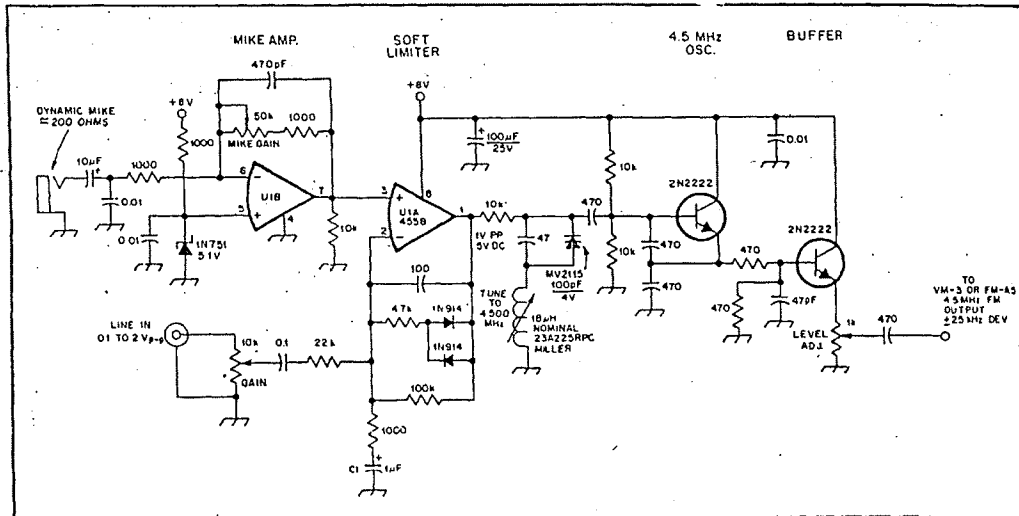 MIKE AMP.
SOFT
LIMITER
4.5 MHz
OSC.
BUFFER
470pF
+8V
+8V
DYNAMIC MIKE
≈200 OHMS
50k
1000
MIKE GAIN
1000
10µF
+
1000
0.01
6
-
U1B
7
5
+
4
0.01
1N751
5.1V
10k
3
+
8
U1A
4558
1
2
-
+
100µF
25V
10k
10k
0.01
2N2222
2N2222
10k
1V PP
5V DC
47
470
470
470
MV2115
100pF
4V
TUNE
TO
4.500
MHz
18µH
NOMINAL
23A225RPC
MILLER
470
470
47pF
1k
LEVEL
ADJ.
470
TO
VM-3 OR FM-A5
4.5MHz FM
OUTPUT
±25kHz DEV
100
47k
1N914
1N914
100k
LINE IN
0.1 TO 2 Vp-p
10k
GAIN
0.1
22k
1000
+
C1
1µF